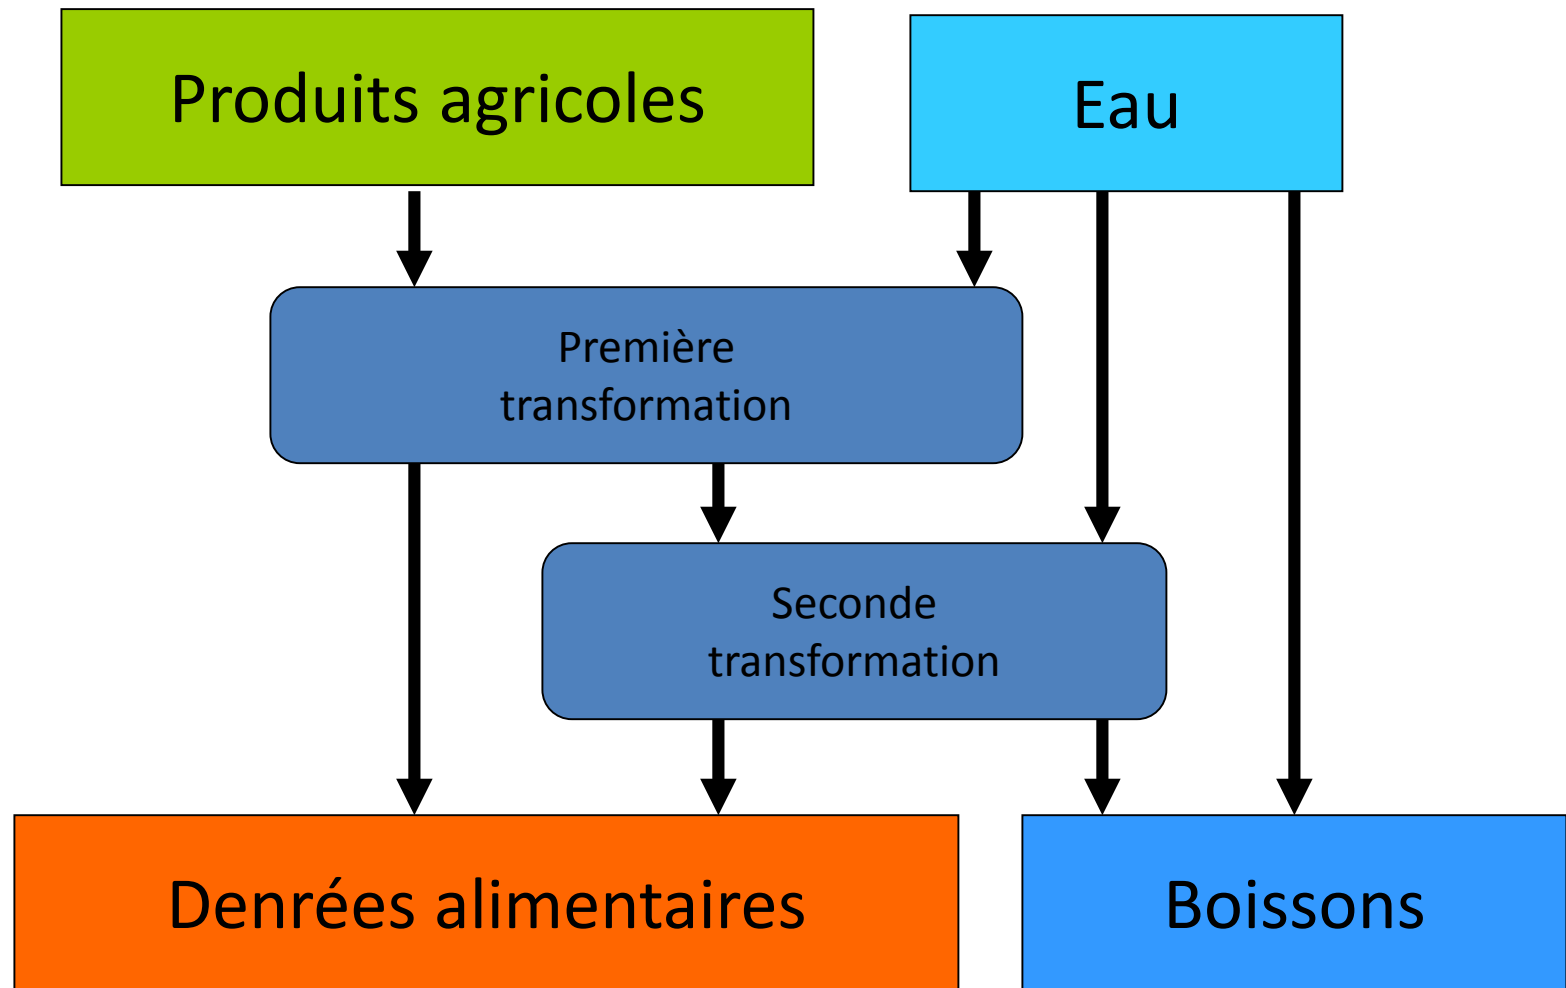 Produits agricoles
Eau
Première
transformation
Seconde
transformation
Denrées alimentaires
Boissons